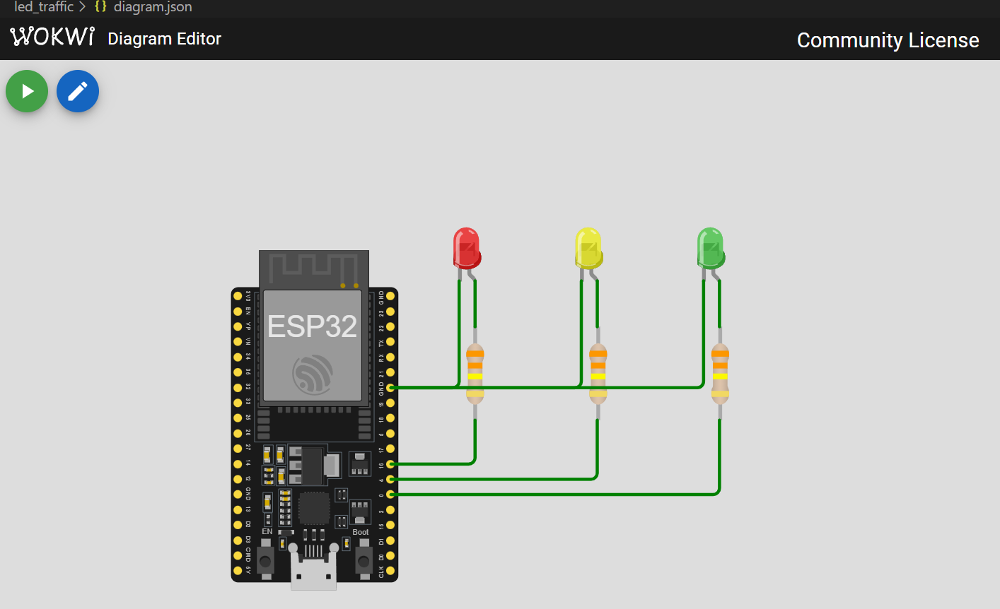 led_traffic > {} diagram.json
WOKWI Diagram Editor
Community License
ESP32
3V3
EN
VP
VN
34
35
32
33
25
26
27
14
12
GND
13
D2
D3
CMD
5V
GND
23
22
TX
RX
21
GND
19
18
5
17
16
4
0
2
15
D1
D0
CLK
EN
Boot